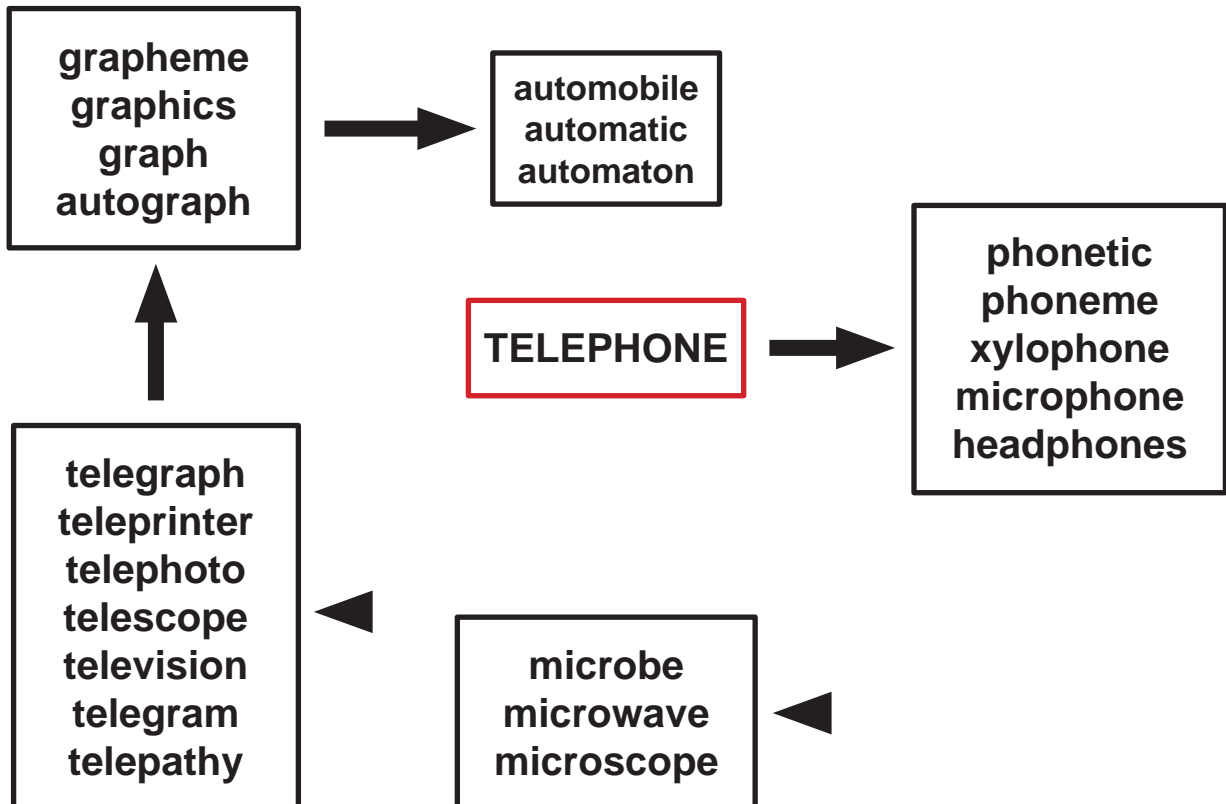 grapheme
graphics
graph
autograph
automobile
automatic
automaton
TELEPHONE
phonetic
phoneme
xylophone
microphone
headphones
telegraph
teleprinter
telephoto
telescope
television
telegram
telepathy
microbe
microwave
microscope